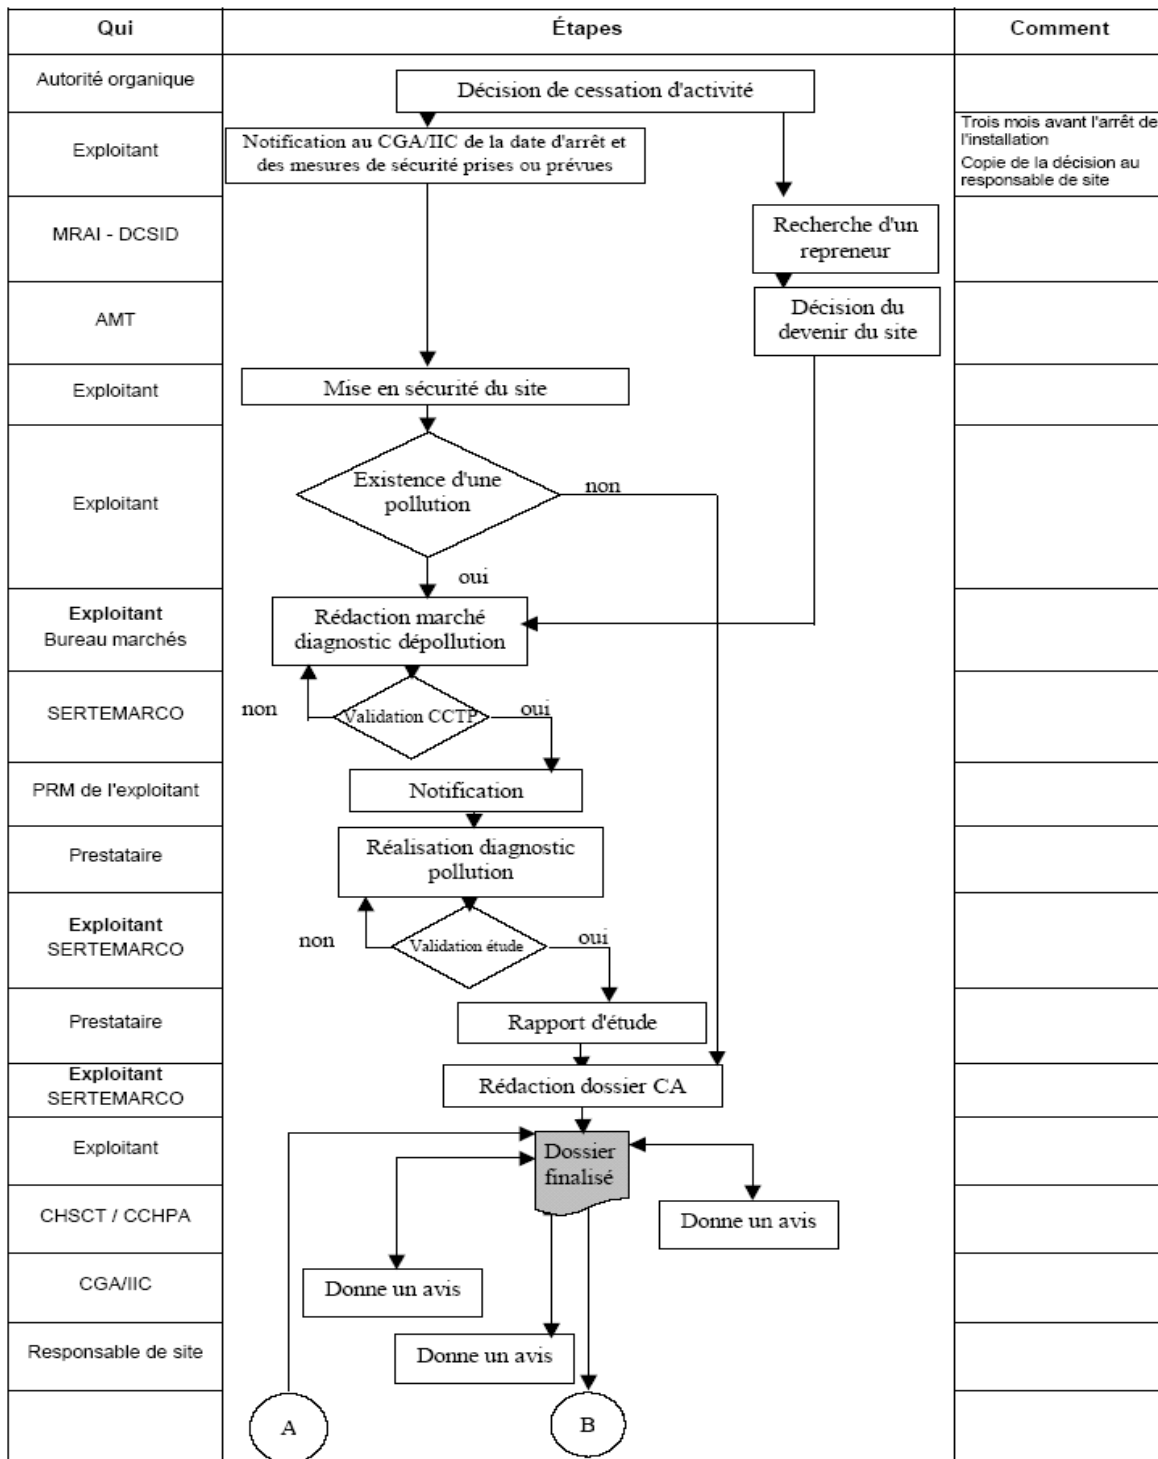 Qui
Étapes
Comment
Autorité organique
Décision de cessation d'activité
Exploitant
Notification au CGA/IIC de la date d'arrêt et
des mesures de sécurité prises ou prévues
Trois mois avant l'arrêt de
l'installation
Copie de la décision au
responsable de site
MRAI - DCSID
Recherche d'un
repreneur
AMT
Décision du
devenir du site
Exploitant
Mise en sécurité du site
Exploitant
Existence d'une
pollution
non
oui
Exploitant
Bureau marchés
Rédaction marché
diagnostic dépollution
SERTEMARCO
non
Validation CCTP
oui
PRM de l'exploitant
Notification
Prestataire
Réalisation diagnostic
pollution
Exploitant
SERTEMARCO
non
Validation étude
oui
Prestataire
Rapport d'étude
Exploitant
SERTEMARCO
Rédaction dossier CA
Exploitant
Dossier
finalisé
CHSCT / CCHPA
Donne un avis
CGA/IIC
Donne un avis
Responsable de site
Donne un avis
A
B